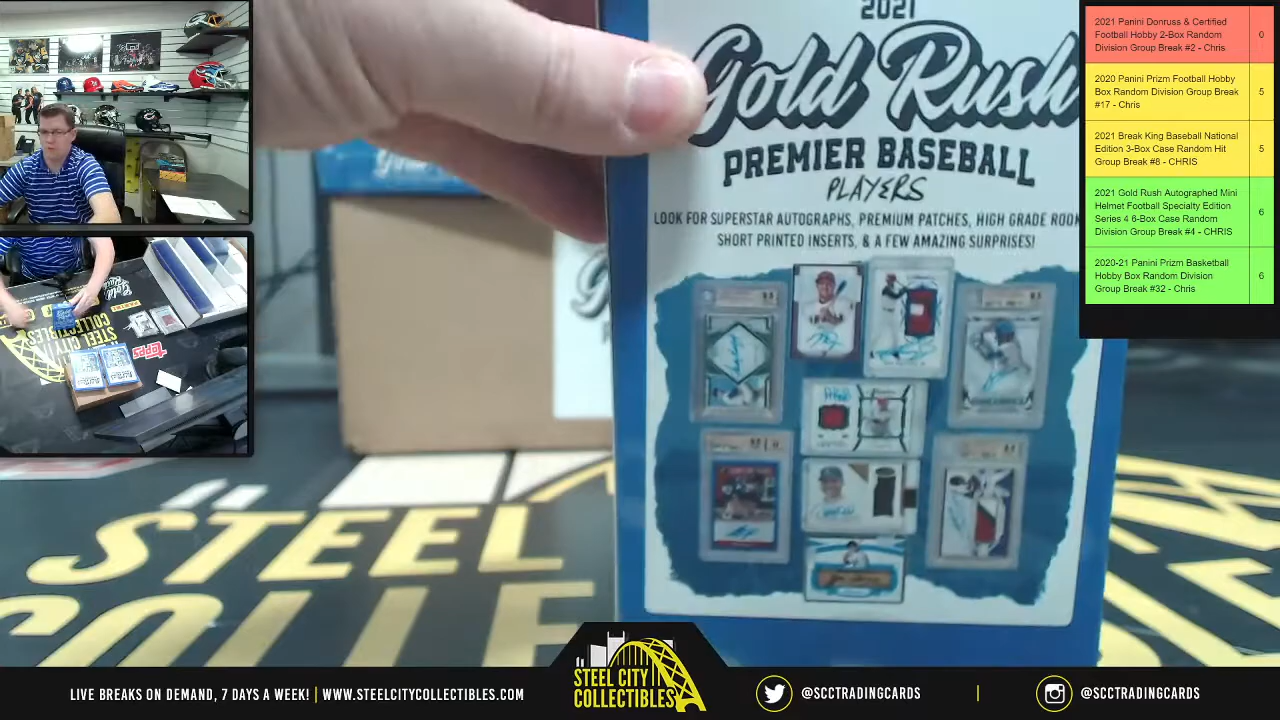 2021
Gold Rush
PREMIER BASEBALL
PLAYERS
LOOK FOR SUPERSTAR AUTOGRAPHS, PREMIUM PATCHES, HIGH GRADE ROOK
SHORT PRINTED INSERTS, & A FEW AMAZING SURPRISES!
2021 Panini Donruss & Certified
Football Hobby 2-Box Random
Division Group Break #2 - Chris
0
2020 Panini Prizm Football Hobby
Box Random Division Group Break
#17 - Chris
5
2021 Break King Baseball National
Edition 3-Box Case Random Hit
Group Break #8 - CHRIS
5
2021 Gold Rush Autographed Mini
Helmet Football Specialty Edition
Series 4 6-Box Case Random
Division Group Break #4 - CHRIS
6
2020-21 Panini Prizm Basketball
Hobby Box Random Division
Group Break #32 - Chris
6
STEEL CITY
COLLECTIBLES
topps
STEEL
COLLE
LIVE BREAKS ON DEMAND, 7 DAYS A WEEK! | WWW.STEELCITYCOLLECTIBLES.COM
STEEL CITY
COLLECTIBLES
@SCCTRADINGCARDS
@SCCTRADINGCARDS